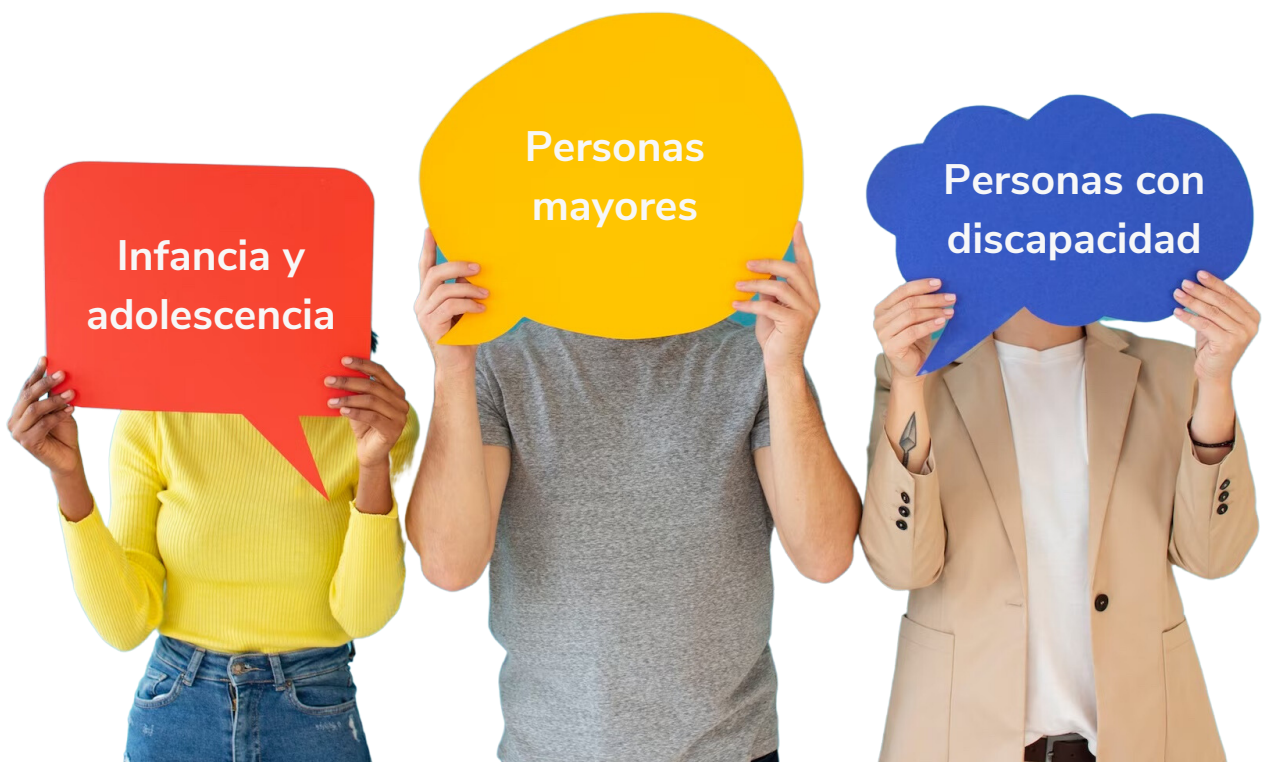 Infancia y
adolescencia
Personas
mayores
Personas con
discapacidad